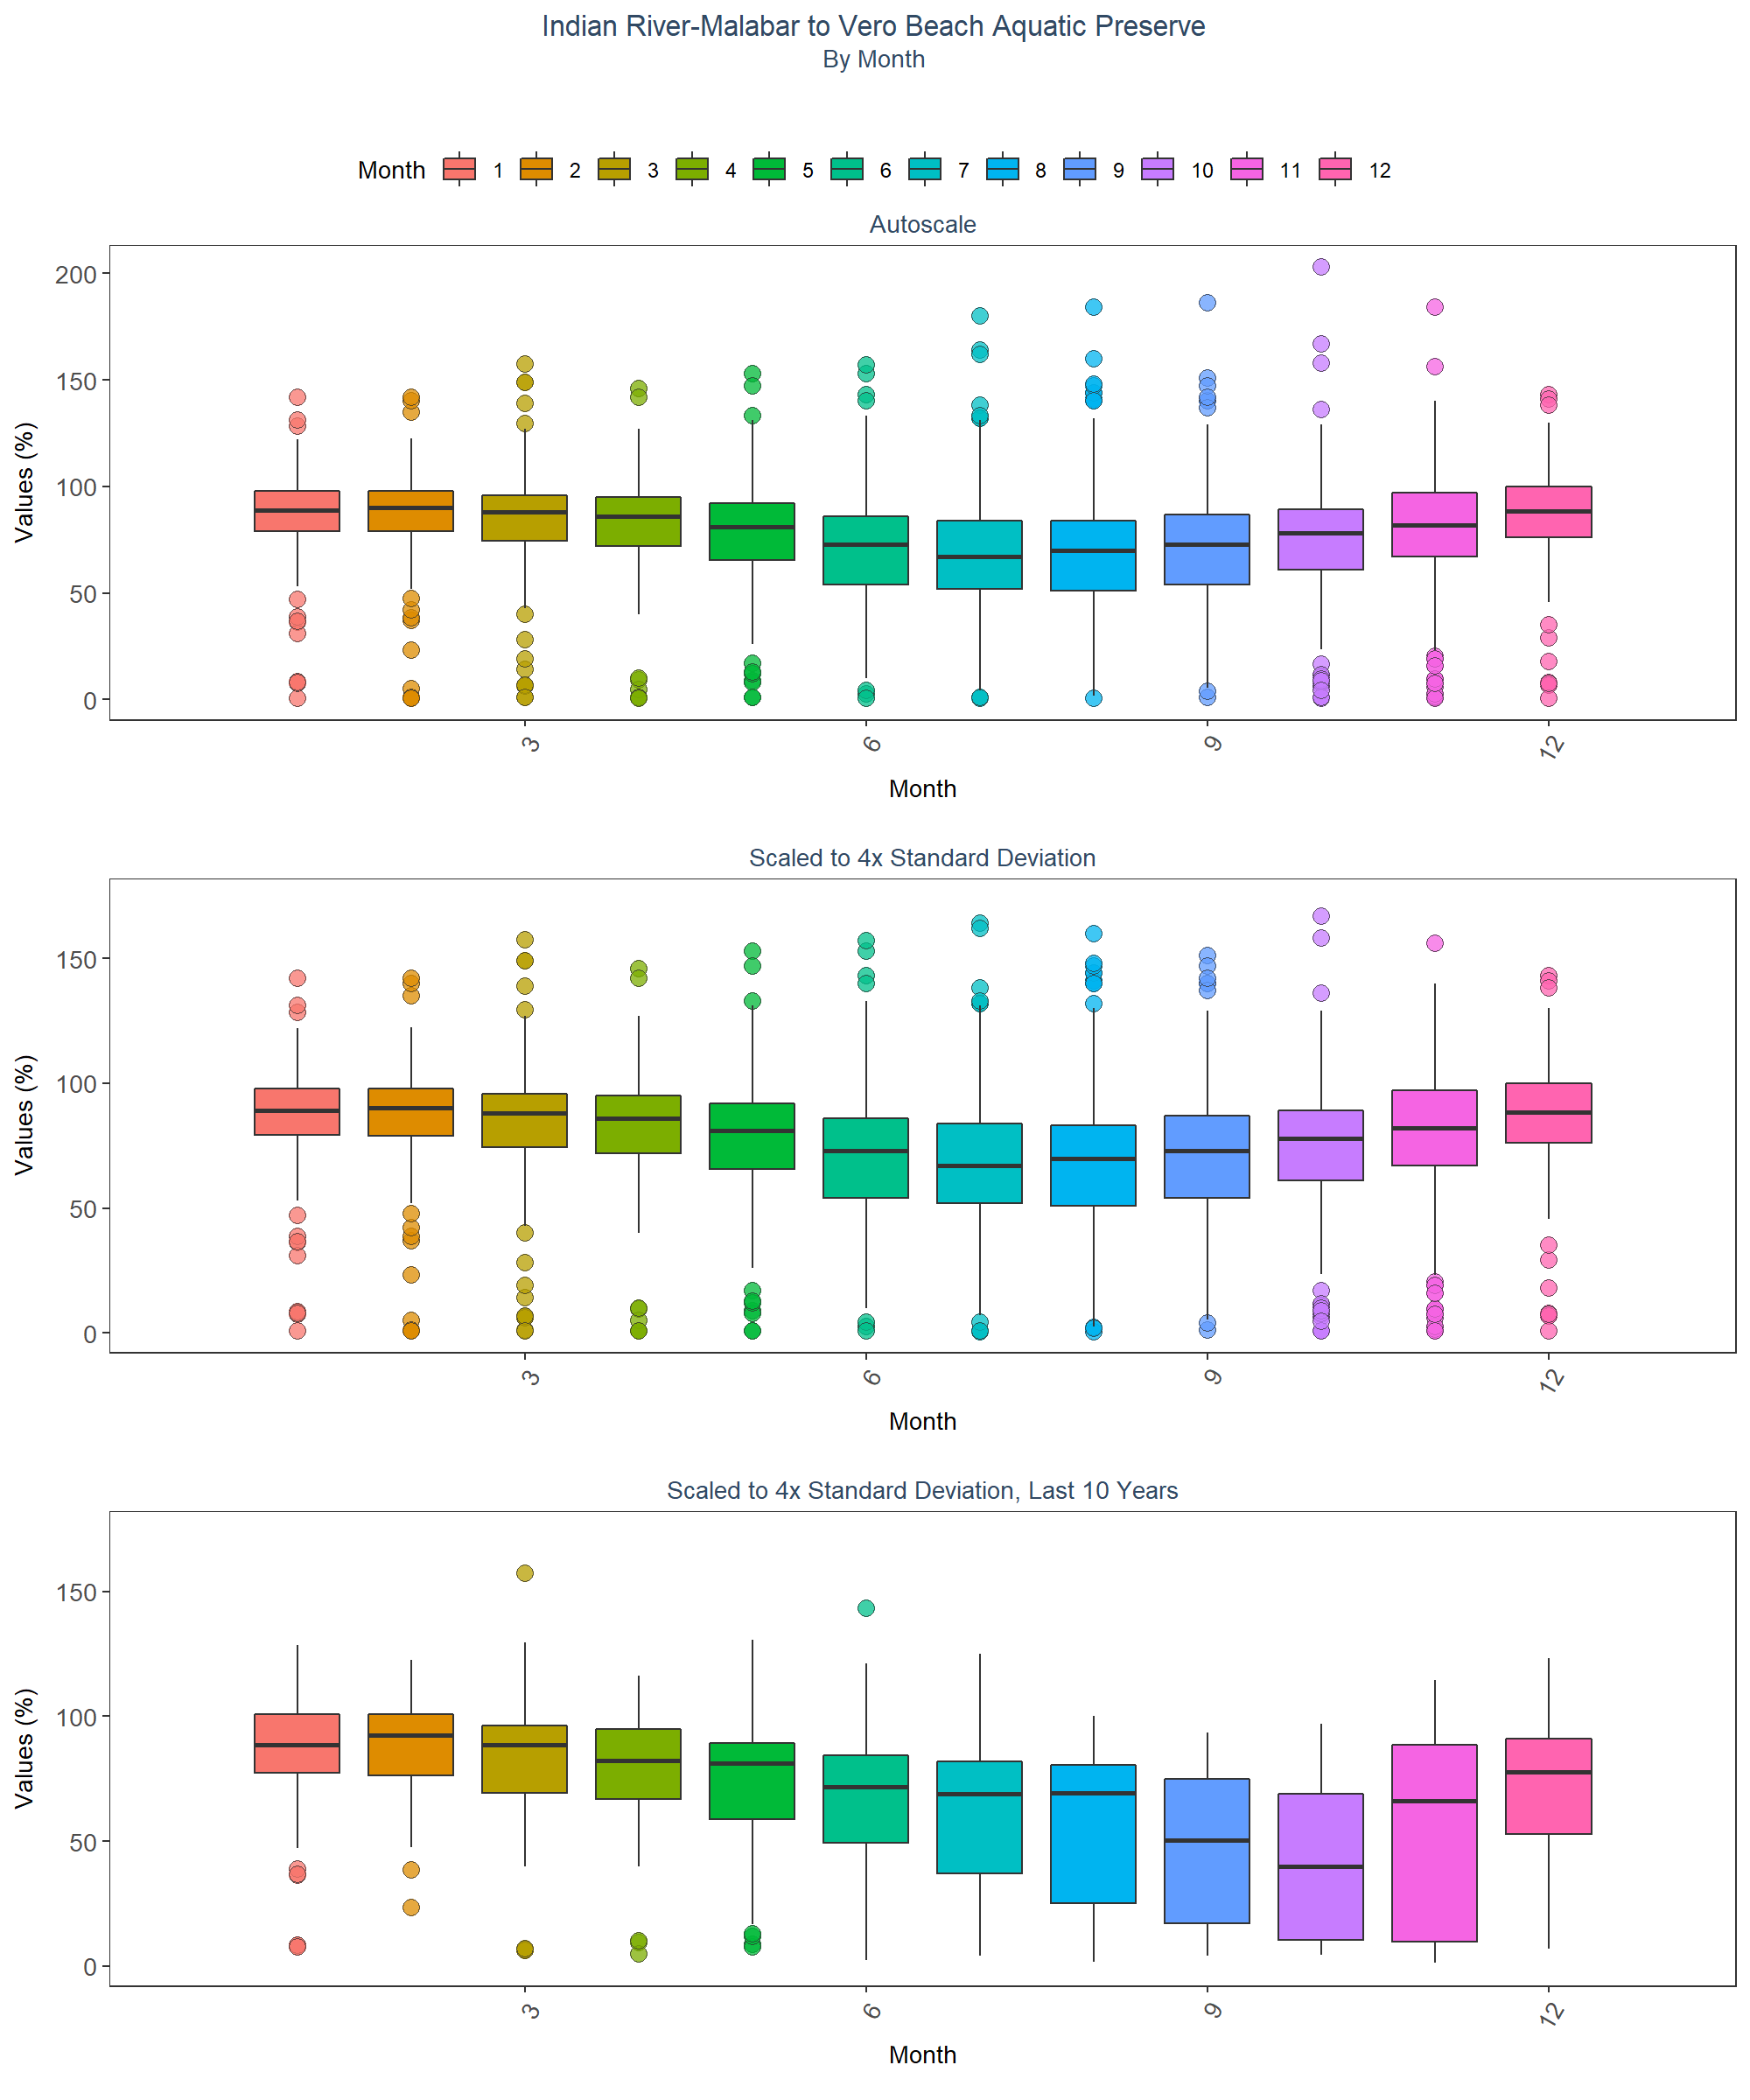 Indian River-Malabar to Vero Beach Aquatic Preserve
By Month
Month 1 2 3 4 5 6 7 8 9 10 11 12
Autoscale
Values (%)
200
150
100
50
0
3 6 9 12
Month
Scaled to 4x Standard Deviation
Values (%)
150
100
50
0
3 6 9 12
Month
Scaled to 4x Standard Deviation, Last 10 Years
Values (%)
150
100
50
0
3 6 9 12
Month